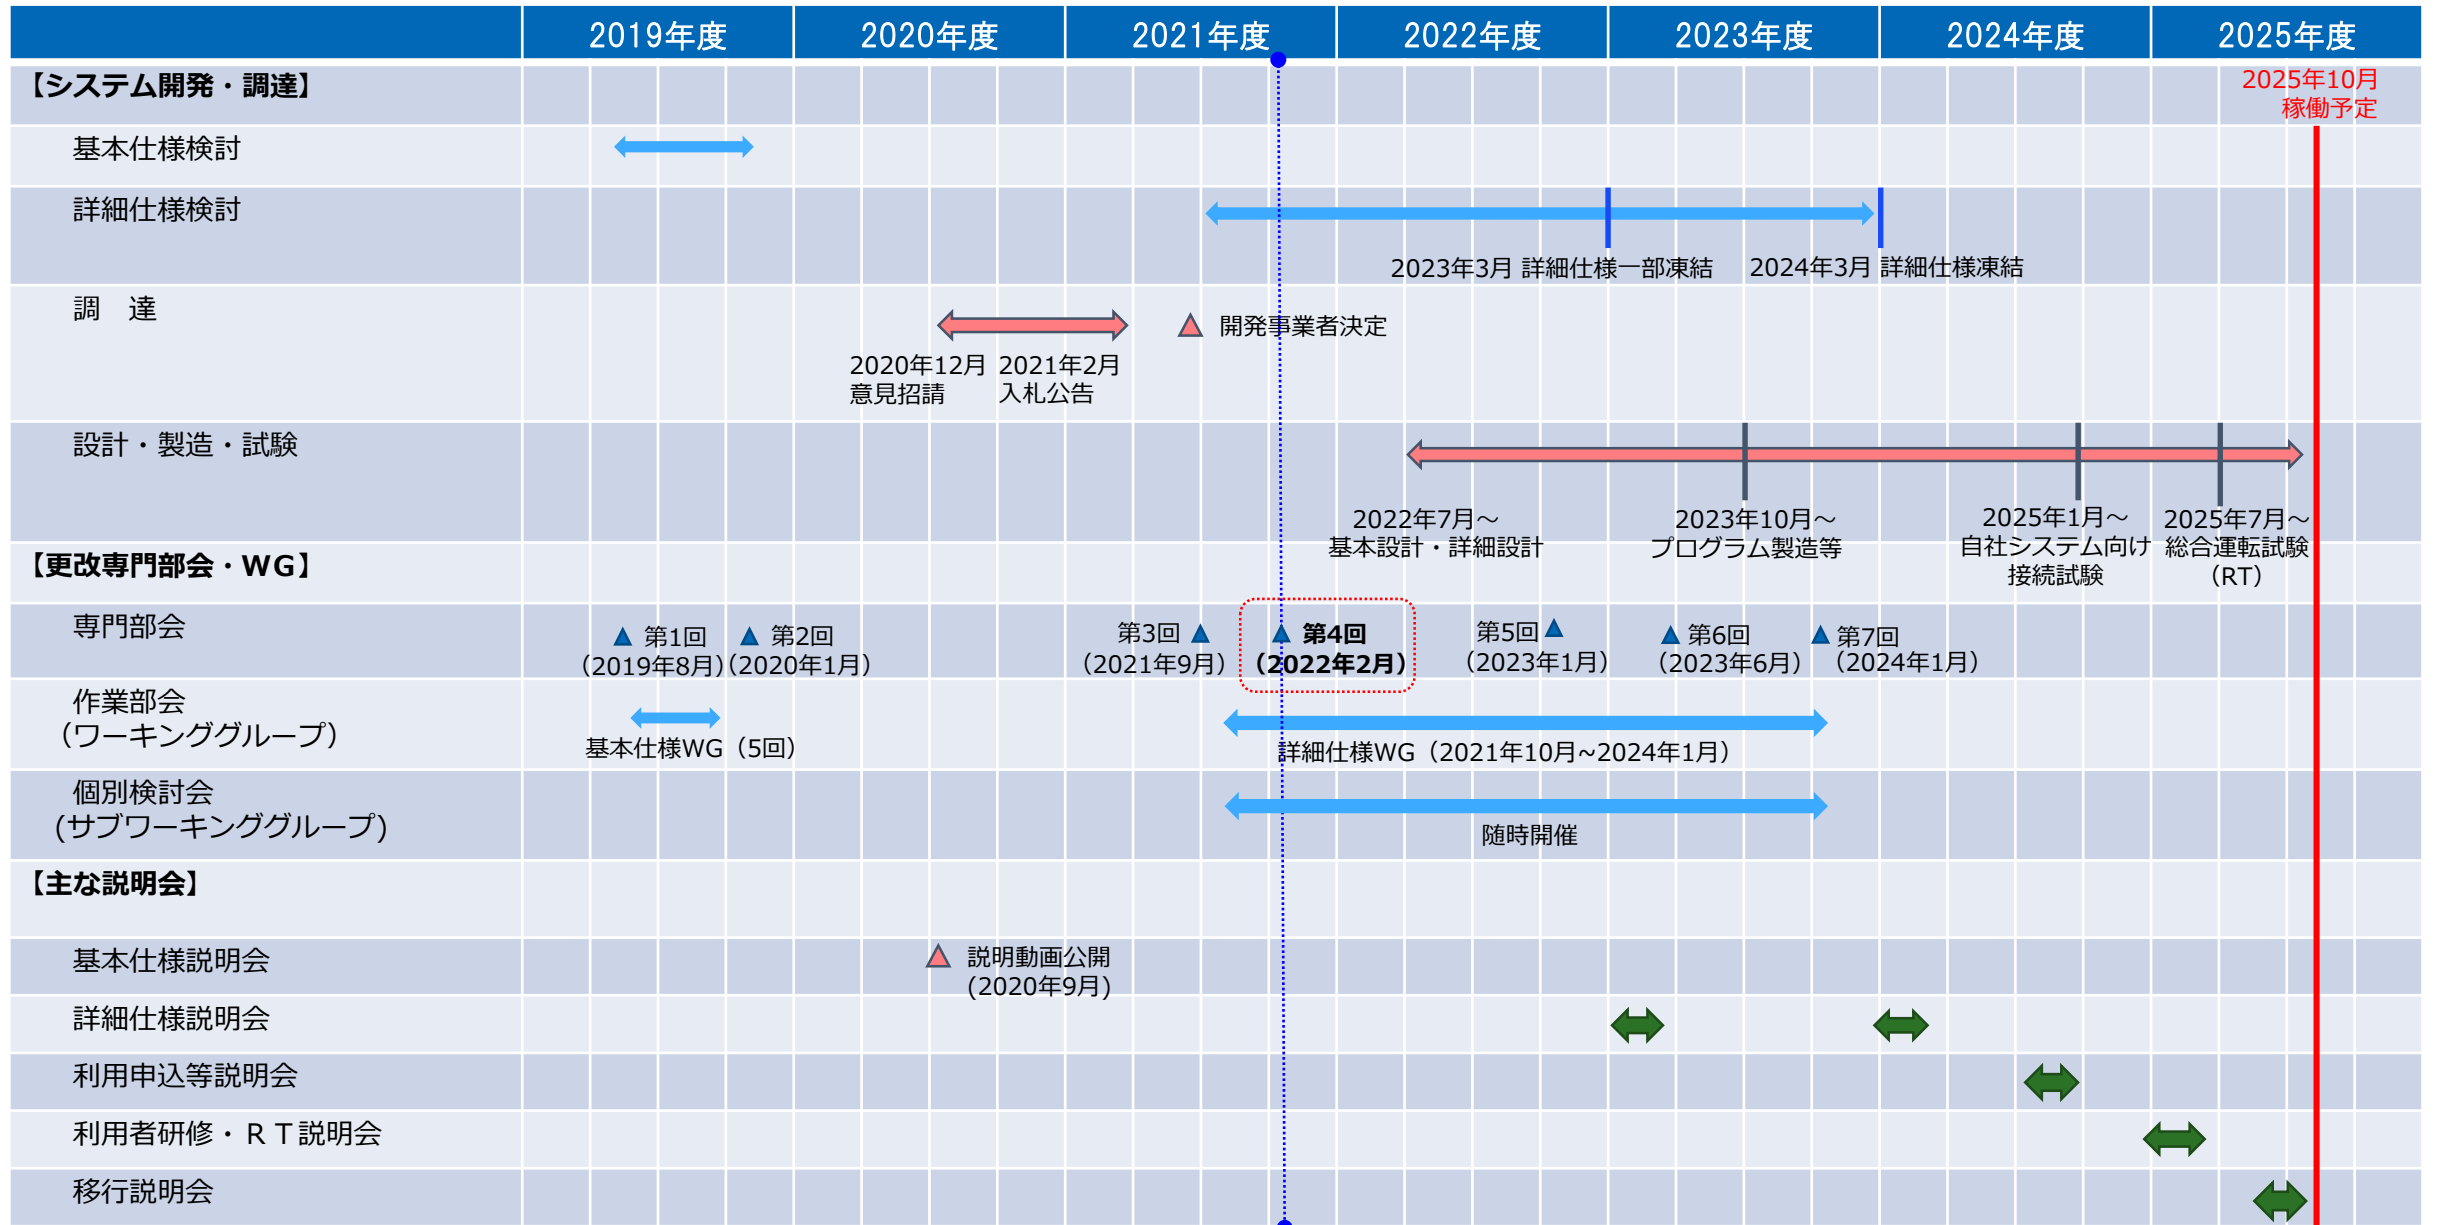 2019年度 2020年度 2021年度 2022年度 2023年度 2024年度 2025年度
【システム開発・調達】
2025年10月
稼働予定
基本仕様検討
詳細仕様検討
2023年3月 詳細仕様一部凍結
2024年3月 詳細仕様凍結
調　達
開発事業者決定
2020年12月
意見招請
2021年2月
入札公告
設計・製造・試験
2022年7月～
基本設計・詳細設計
2023年10月～
プログラム製造等
2025年1月～
自社システム向け
接続試験
2025年7月～
総合運転試験
（RT）
【更改専門部会・WG】
専門部会
第1回
（2019年8月）
第2回
（2020年1月）
第3回
（2021年9月）
第4回
（2022年2月）
第5回
（2023年1月）
第6回
（2023年6月）
第7回
（2024年1月）
作業部会
（ワーキンググループ）
基本仕様WG（5回）
詳細仕様WG（2021年10月~2024年1月）
個別検討会
(サブワーキンググループ)
随時開催
【主な説明会】
基本仕様説明会
説明動画公開
(2020年9月)
詳細仕様説明会
利用申込等説明会
利用者研修・ＲＴ説明会
移行説明会